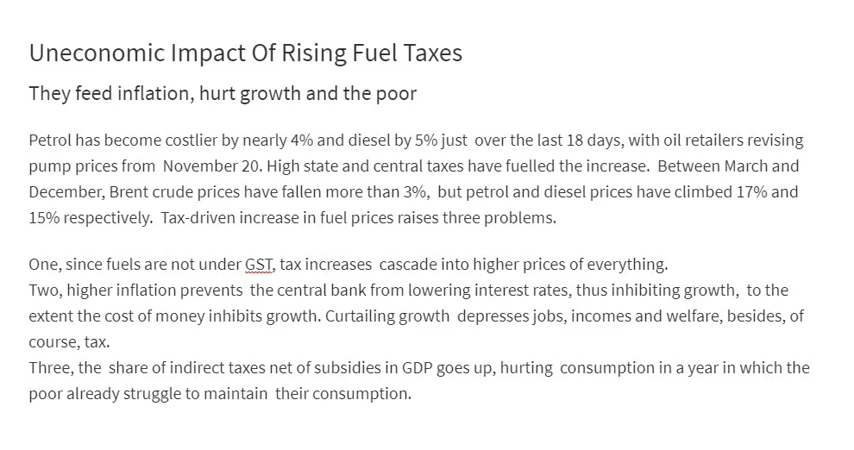 Uneconomic Impact Of Rising Fuel Taxes
They feed inflation, hurt growth and the poor
Petrol has become costlier by nearly 4% and diesel by 5% just over the last 18 days, with oil retailers revising
pump prices from November 20. High state and central taxes have fuelled the increase. Between March and
December, Brent crude prices have fallen more than 3%, but petrol and diesel prices have climbed 17% and
15% respectively. Tax-driven increase in fuel prices raises three problems.
One, since fuels are not under GST, tax increases cascade into higher prices of everything.
Two, higher inflation prevents the central bank from lowering interest rates, thus inhibiting growth, to the
extent the cost of money inhibits growth. Curtailing growth depresses jobs, incomes and welfare, besides, of
course, tax.
Three, the share of indirect taxes net of subsidies in GDP goes up, hurting consumption in a year in which the
poor already struggle to maintain their consumption.